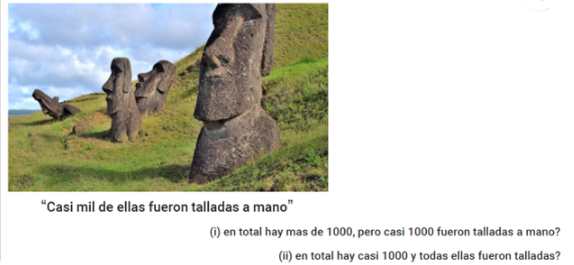 “Casi mil de ellas fueron talladas a mano”
(i) en total hay mas de 1000, pero casi 1000 fueron talladas a mano?
(ii) en total hay casi 1000 y todas ellas fueron talladas?